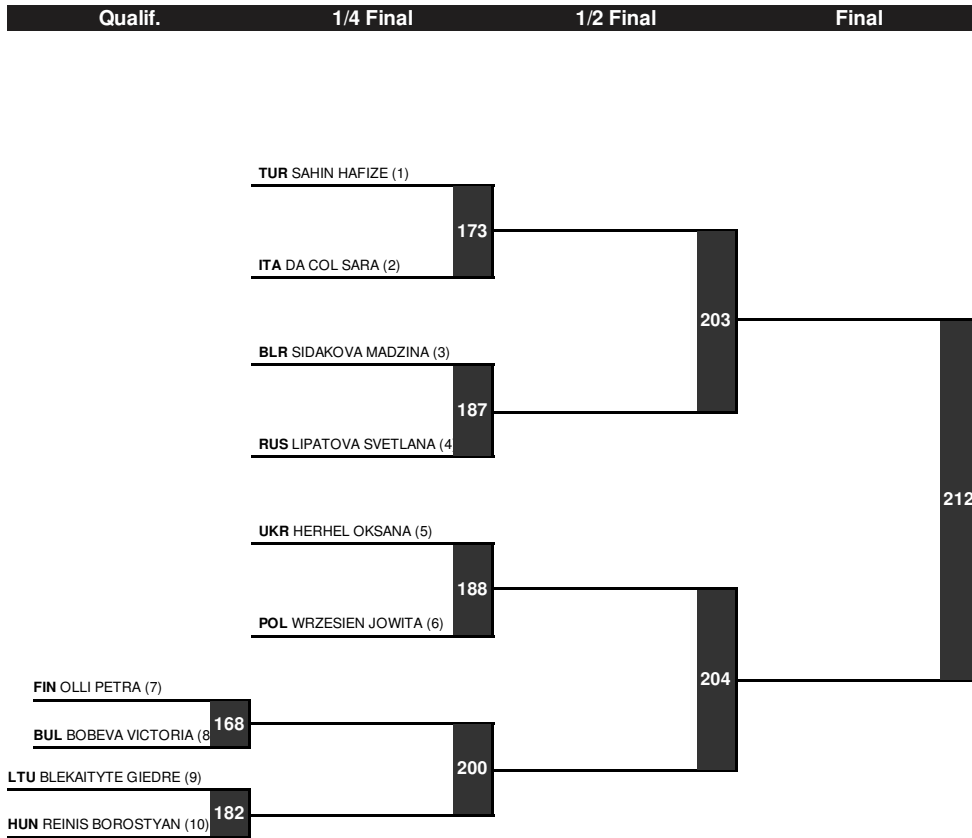 Qualif. 1/4 Final 1/2 Final Final
TUR SAHIN HAFIZE (1)
173
ITA DA COL SARA (2)
203
BLR SIDAKOVA MADZINA (3)
187
RUS LIPATOVA SVETLANA (4
212
UKR HERHEL OKSANA (5)
188
POL WRZESIEN JOWITA (6)
204
FIN OLLI PETRA (7)
168
BUL BOBEVA VICTORIA (8
200
LTU BLEKAITYTE GIEDRE (9)
182
HUN REINIS BOROSTYAN (10)